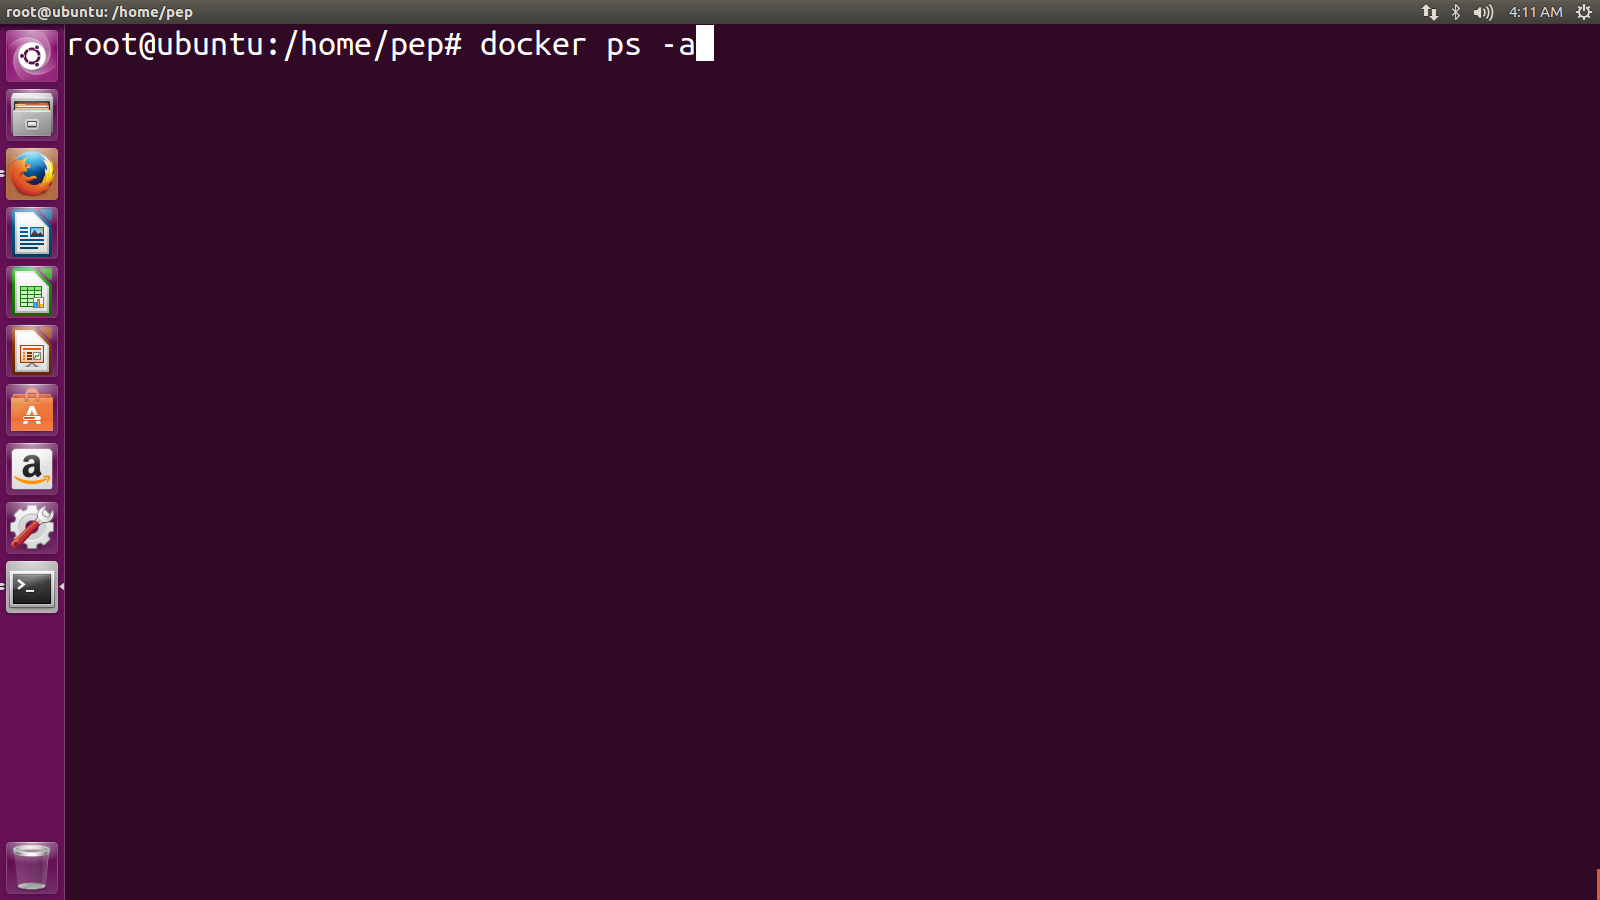 root@ubuntu: /home/pep
4:11 AM
root@ubuntu:/home/pep# docker ps -a